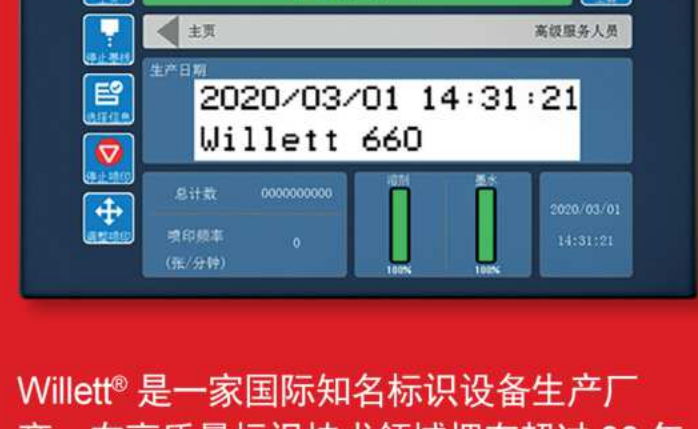 主页 高级服务人员
停止墨线
生产日期
2020/03/01 14:31:21
选择信息
Willett 660
停止喷印
总计数 0000000000
溶剂 墨水
2020/03/01
调整喷印
喷印频率 0
14:31:21
(张/分钟)
100% 100%
Willett® 是一家国际知名标识设备生产厂